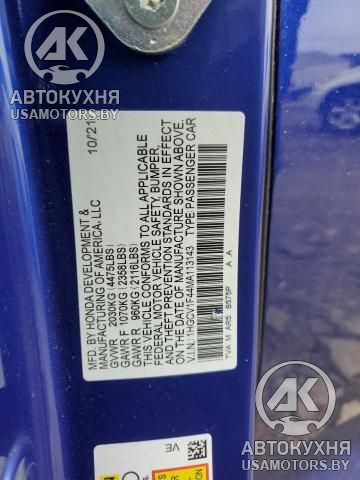 АК
АВТОКУХНЯ
USAMOTORS.BY
MFD. BY HONDA DEVELOPMENT & 10/21
MANUFACTURING OF AMERICA, LLC
GVWR 2030KG (4475LBS)
GAWR F 1070KG (2358LBS)
GAWR R 960KG (2116LBS)
THIS VEHICLE CONFORMS TO ALL APPLICABLE
FEDERAL MOTOR VEHICLE SAFETY, BUMPER,
AND THEFT PREVENTION STANDARDS IN EFFECT
ON THE DATE OF MANUFACTURE SHOWN ABOVE.
V.I.N.: 1HGCV1F44MA113143 TYPE: PASSENGER CAR
TVA M AR5 B575P A A
VE
АК
АВТОКУХНЯ
USAMOTORS.BY